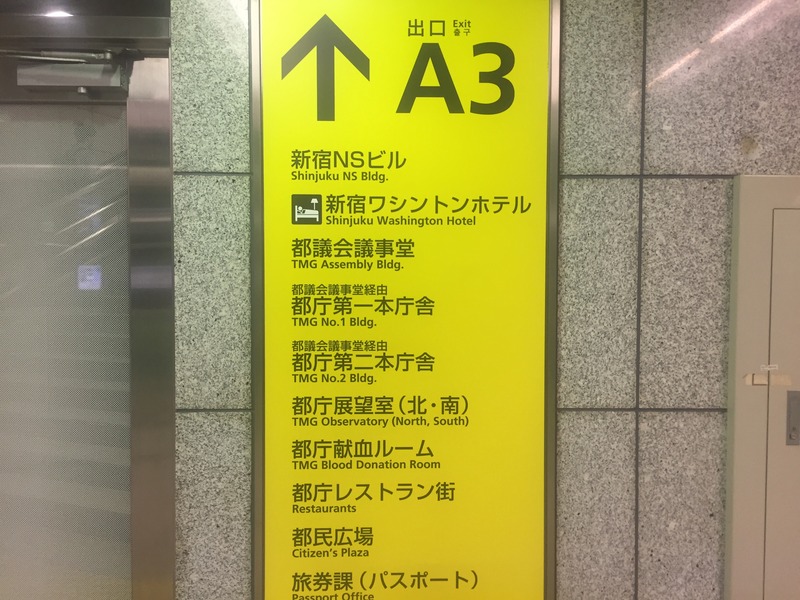 出口 Exit
출구
A3
新宿NSビル
Shinjuku NS Bldg.
新宿ワシントンホテル
Shinjuku Washington Hotel
都議会議事堂
TMG Assembly Bldg.
都議会議事堂経由
都庁第一本庁舎
TMG No.1 Bldg.
都議会議事堂経由
都庁第二本庁舎
TMG No.2 Bldg.
都庁展望室（北・南）
TMG Observatory (North, South)
都庁献血ルーム
TMG Blood Donation Room
都庁レストラン街
Restaurants
都民広場
Citizen's Plaza
旅券課（パスポート）
Passport Office